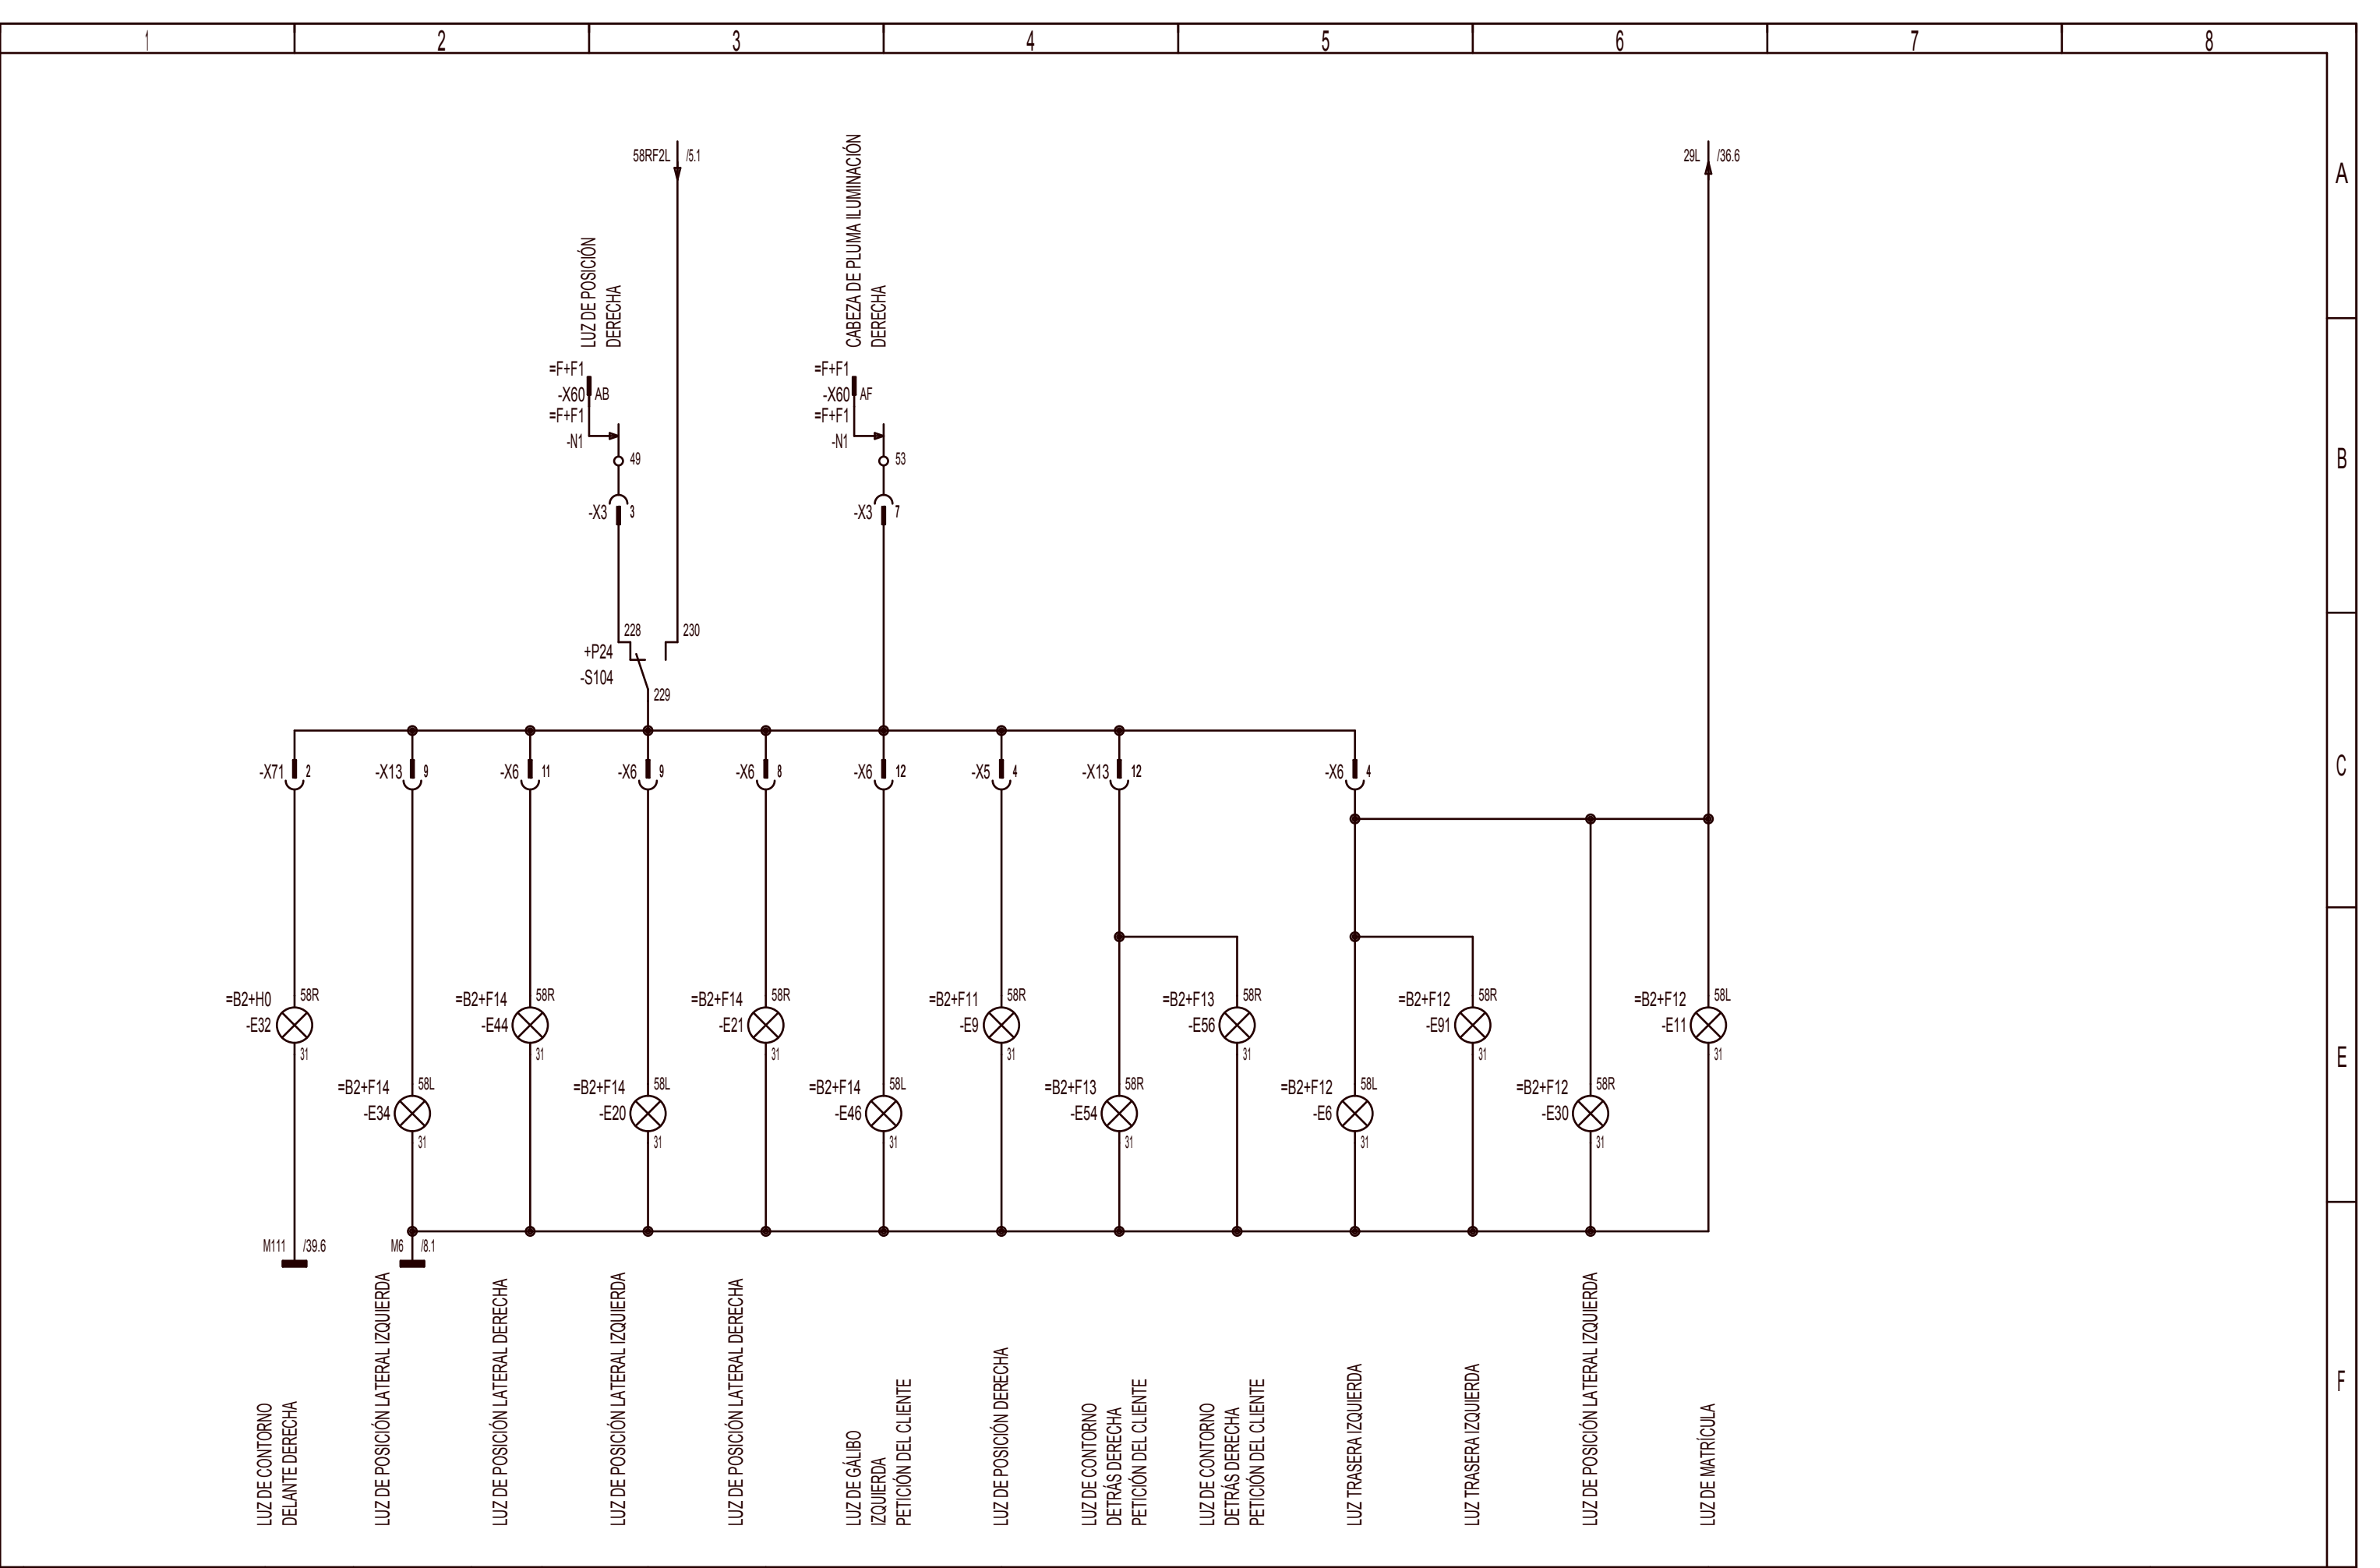 1 2 3 4 5 6 7 8
A
B
C
E
F
58RF2L /5.1
29L /36.6
LUZ DE POSICIÓN
DERECHA
CABEZA DE PLUMA ILUMINACIÓN
DERECHA
=F+F1
-X60 AB
=F+F1
-N1
49
-X3 3
=F+F1
-X60 AF
=F+F1
-N1
53
-X3 7
228 230
+P24
-S104
229
-X71 2
-X13 9
-X6 11
-X6 9
-X6 8
-X6 12
-X5 4
-X13 12
-X6 4
=B2+H0 58R
-E32
31
=B2+F14 58L
-E34
31
=B2+F14 58R
-E44
31
=B2+F14 58L
-E20
31
=B2+F14 58R
-E21
31
=B2+F14 58L
-E46
31
=B2+F11 58R
-E9
31
=B2+F13 58R
-E54
31
=B2+F13 58R
-E56
31
=B2+F12 58L
-E6
31
=B2+F12 58R
-E91
31
=B2+F12 58R
-E30
31
=B2+F12 58L
-E11
31
M111 /39.6
M6 /8.1
LUZ DE CONTORNO
DELANTE DERECHA
LUZ DE POSICIÓN LATERAL IZQUIERDA
LUZ DE POSICIÓN LATERAL DERECHA
LUZ DE POSICIÓN LATERAL IZQUIERDA
LUZ DE POSICIÓN LATERAL DERECHA
LUZ DE GÁLIBO
IZQUIERDA
PETICIÓN DEL CLIENTE
LUZ DE POSICIÓN DERECHA
LUZ DE CONTORNO
DETRÁS DERECHA
PETICIÓN DEL CLIENTE
LUZ DE CONTORNO
DETRÁS DERECHA
PETICIÓN DEL CLIENTE
LUZ TRASERA IZQUIERDA
LUZ TRASERA IZQUIERDA
LUZ DE POSICIÓN LATERAL IZQUIERDA
LUZ DE MATRÍCULA